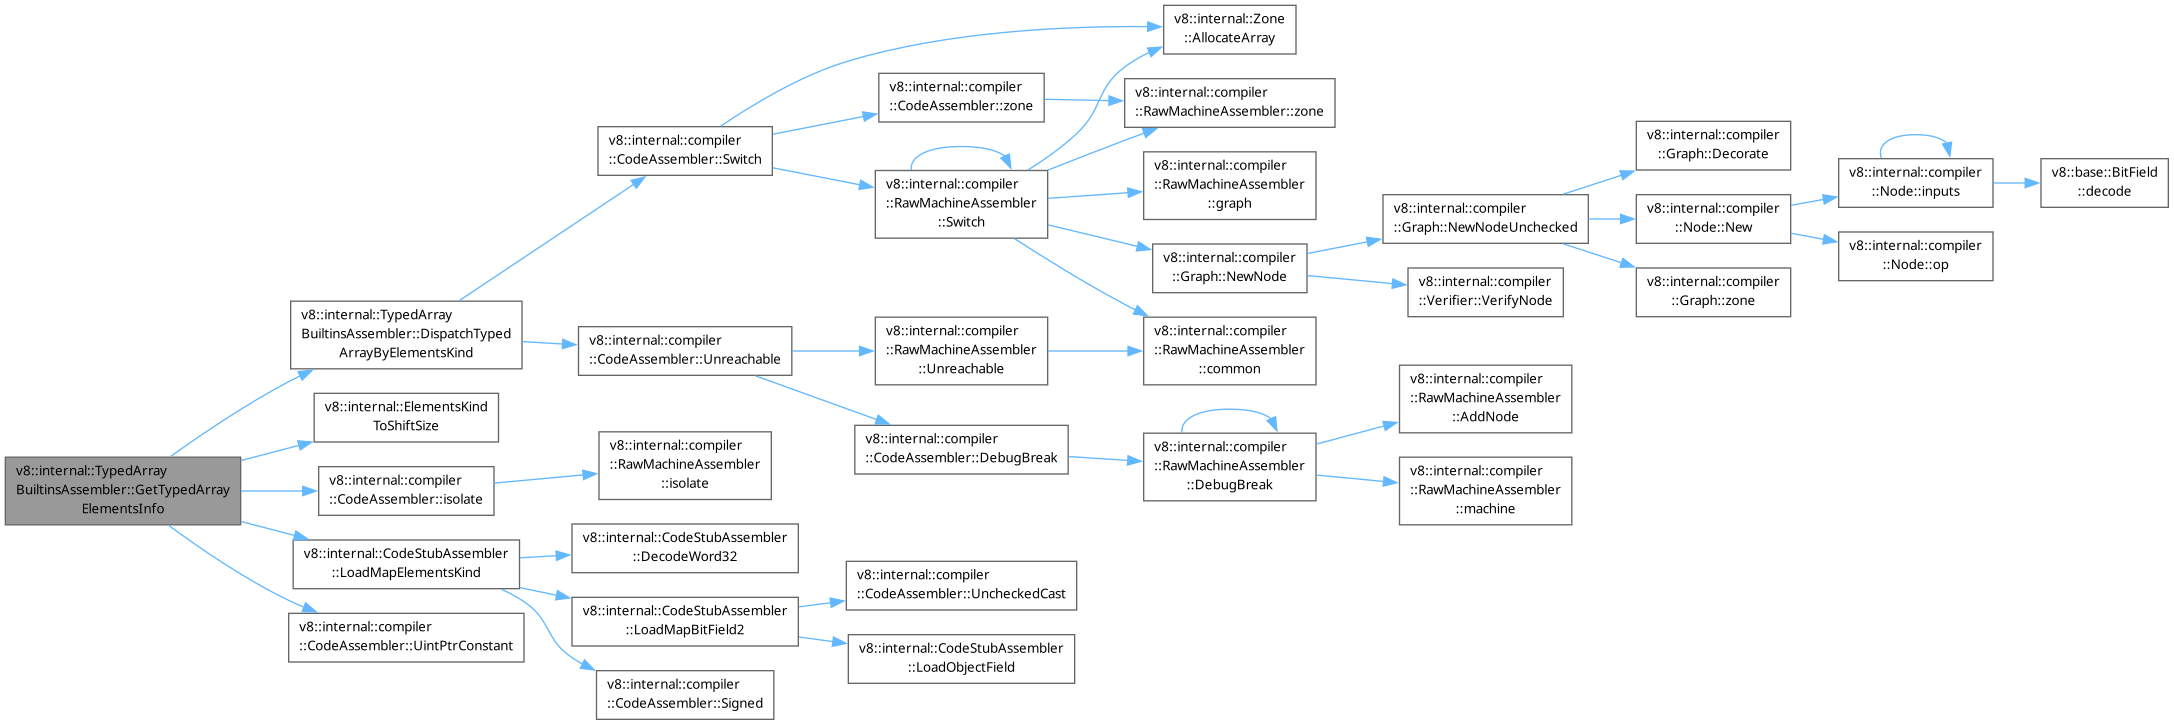 v8::internal::TypedArray
BuiltinsAssembler::GetTypedArray
ElementsInfo
v8::internal::TypedArray
BuiltinsAssembler::DispatchTyped
ArrayByElementsKind
v8::internal::ElementsKind
ToShiftSize
v8::internal::compiler
::CodeAssembler::isolate
v8::internal::CodeStubAssembler
::LoadMapElementsKind
v8::internal::compiler
::CodeAssembler::UintPtrConstant
v8::internal::compiler
::CodeAssembler::Switch
v8::internal::compiler
::CodeAssembler::Unreachable
v8::internal::compiler
::RawMachineAssembler
::isolate
v8::internal::CodeStubAssembler
::DecodeWord32
v8::internal::CodeStubAssembler
::LoadMapBitField2
v8::internal::compiler
::CodeAssembler::Signed
v8::internal::compiler
::CodeAssembler::zone
v8::internal::compiler
::RawMachineAssembler
::Switch
v8::internal::compiler
::RawMachineAssembler
::Unreachable
v8::internal::compiler
::CodeAssembler::DebugBreak
v8::internal::compiler
::CodeAssembler::UncheckedCast
v8::internal::CodeStubAssembler
::LoadObjectField
v8::internal::Zone
::AllocateArray
v8::internal::compiler
::RawMachineAssembler::zone
v8::internal::compiler
::RawMachineAssembler
::graph
v8::internal::compiler
::Graph::NewNode
v8::internal::compiler
::RawMachineAssembler
::common
v8::internal::compiler
::RawMachineAssembler
::DebugBreak
v8::internal::compiler
::Graph::NewNodeUnchecked
v8::internal::compiler
::Verifier::VerifyNode
v8::internal::compiler
::RawMachineAssembler
::AddNode
v8::internal::compiler
::RawMachineAssembler
::machine
v8::internal::compiler
::Graph::Decorate
v8::internal::compiler
::Node::New
v8::internal::compiler
::Graph::zone
v8::internal::compiler
::Node::inputs
v8::internal::compiler
::Node::op
v8::base::BitField
::decode